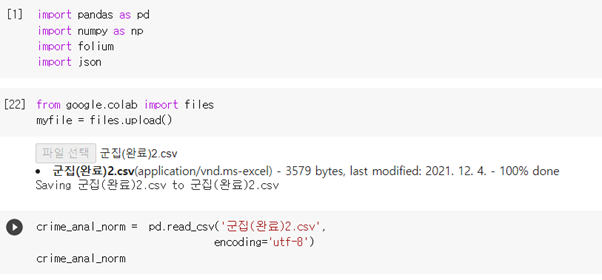 [1] import pandas as pd
import numpy as np
import folium
import json
[22] from google.colab import files
myfile = files.upload()
파일 선택 군집(완료)2.csv
• 군집(완료)2.csv(application/vnd.ms-excel) - 3579 bytes, last modified: 2021. 12. 4. - 100% done
Saving 군집(완료)2.csv to 군집(완료)2.csv
crime_anal_norm = pd.read_csv('군집(완료)2.csv',
encoding='utf-8')
crime_anal_norm